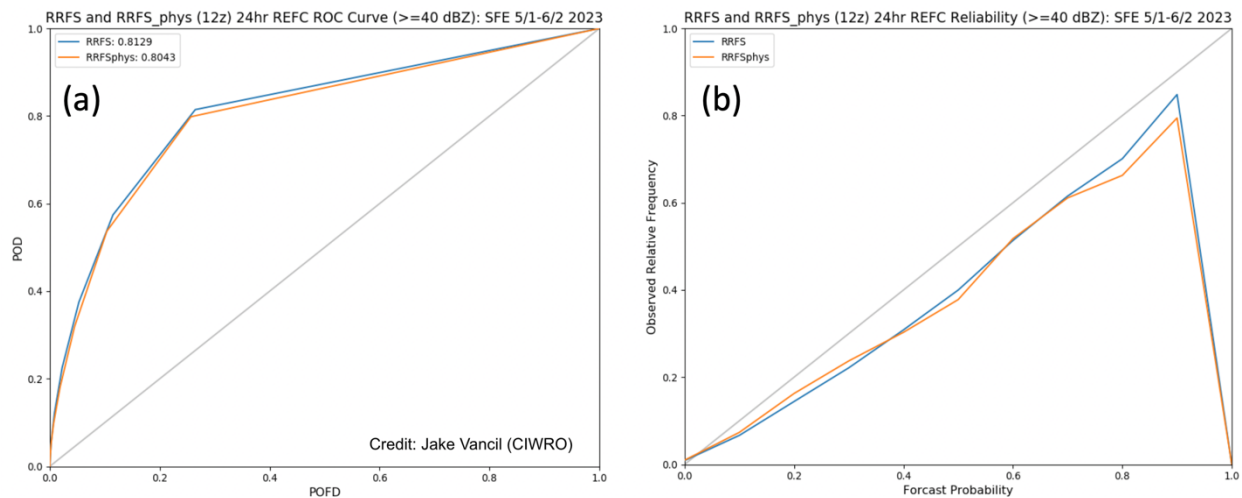 RRFS and RRFS_phys (12z) 24hr REFC ROC Curve (>=40 dBZ): SFE 5/1-6/2 2023
1.0
0.8
0.6
0.4
0.2
0.0
POD
RRFS: 0.8129
RRFSphys: 0.8043
(a)
Credit: Jake Vancil (CIWRO)
0.0
0.2
0.4
0.6
0.8
1.0
POFD
RRFS and RRFS_phys (12z) 24hr REFC Reliability (>=40 dBZ): SFE 5/1-6/2 2023
1.0
0.8
0.6
0.4
0.2
0.0
Observed Relative Frequency
RRFS
RRFSphys
(b)
0.0
0.2
0.4
0.6
0.8
1.0
Forcast Probability